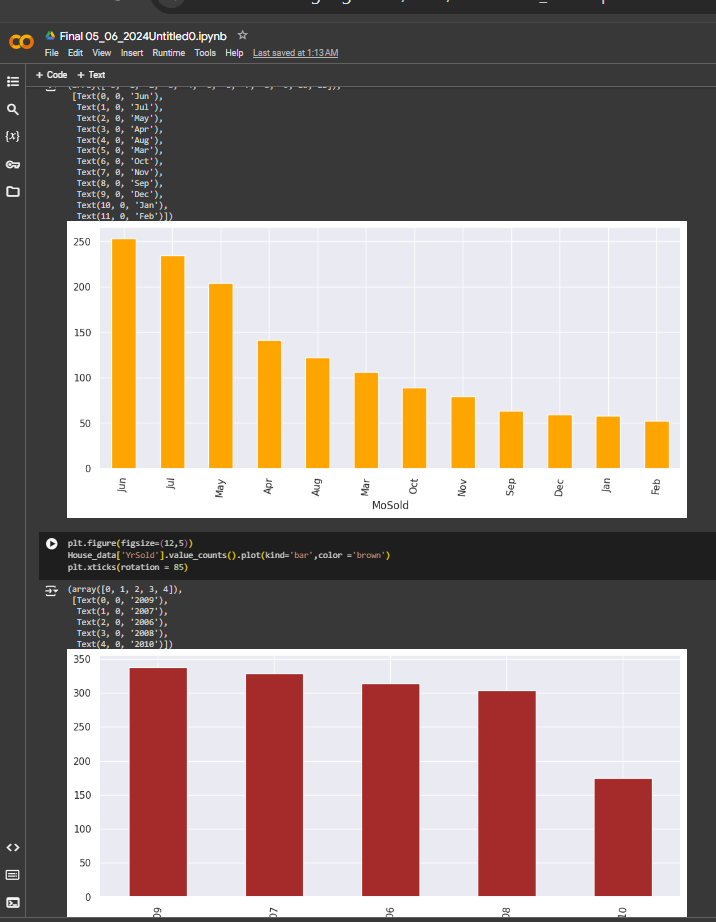 Final 05_06_2024Untitled0.ipynb
File Edit View Insert Runtime Tools Help Last saved at 1:13 AM
+ Code + Text
[Text(0, 0, 'Jun'),
Text(1, 0, 'Jul'),
Text(2, 0, 'May'),
Text(3, 0, 'Apr'),
Text(4, 0, 'Aug'),
Text(5, 0, 'Mar'),
Text(6, 0, 'Oct'),
Text(7, 0, 'Nov'),
Text(8, 0, 'Sep'),
Text(9, 0, 'Dec'),
Text(10, 0, 'Jan'),
Text(11, 0, 'Feb')])
250
200
150
100
50
0
Jun Jul May Apr Aug Mar Oct Nov Sep Dec Jan Feb
MoSold
plt.figure(figsize=(12,5))
House_data['YrSold'].value_counts().plot(kind='bar',color ='brown')
plt.xticks(rotation = 85)
(array([0, 1, 2, 3, 4]),
[Text(0, 0, '2009'),
Text(1, 0, '2007'),
Text(2, 0, '2006'),
Text(3, 0, '2008'),
Text(4, 0, '2010')])
350
300
250
200
150
100
50
0
09 07 06 08 10